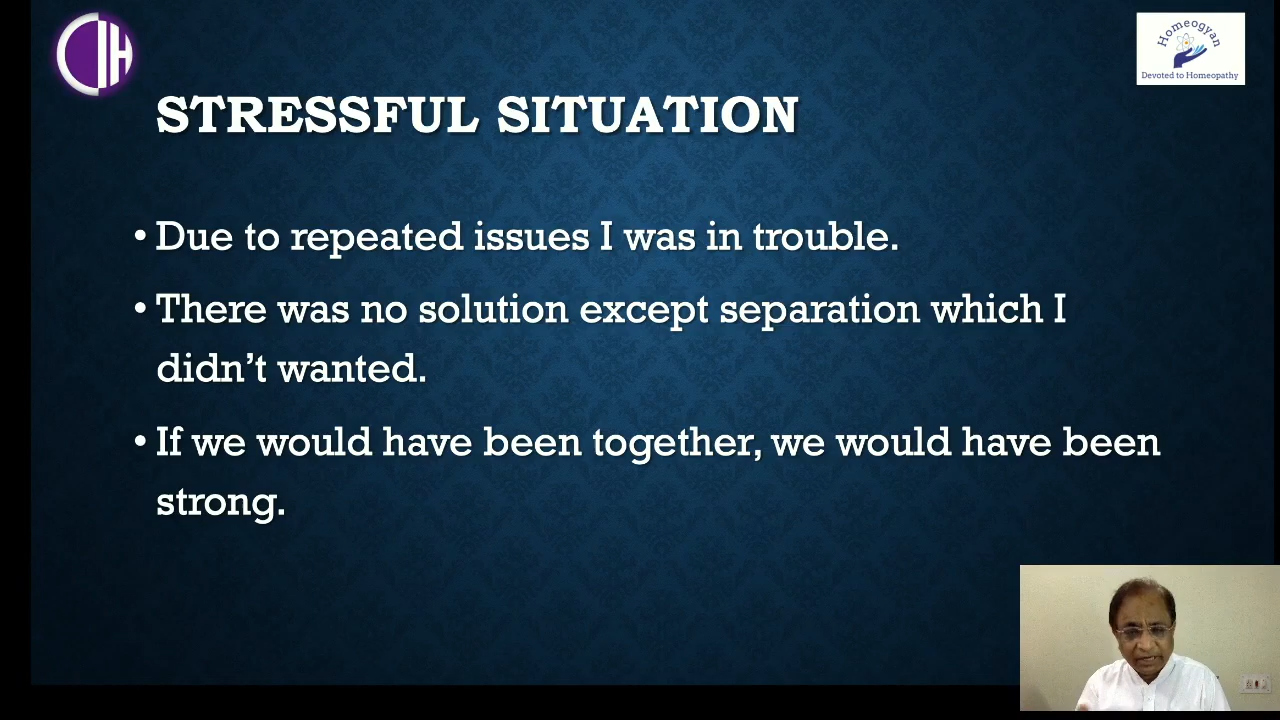 CIH
Homeogyan
Devoted to Homeopathy
STRESSFUL SITUATION
• Due to repeated issues I was in trouble.
• There was no solution except separation which I
didn’t wanted.
• If we would have been together, we would have been
strong.